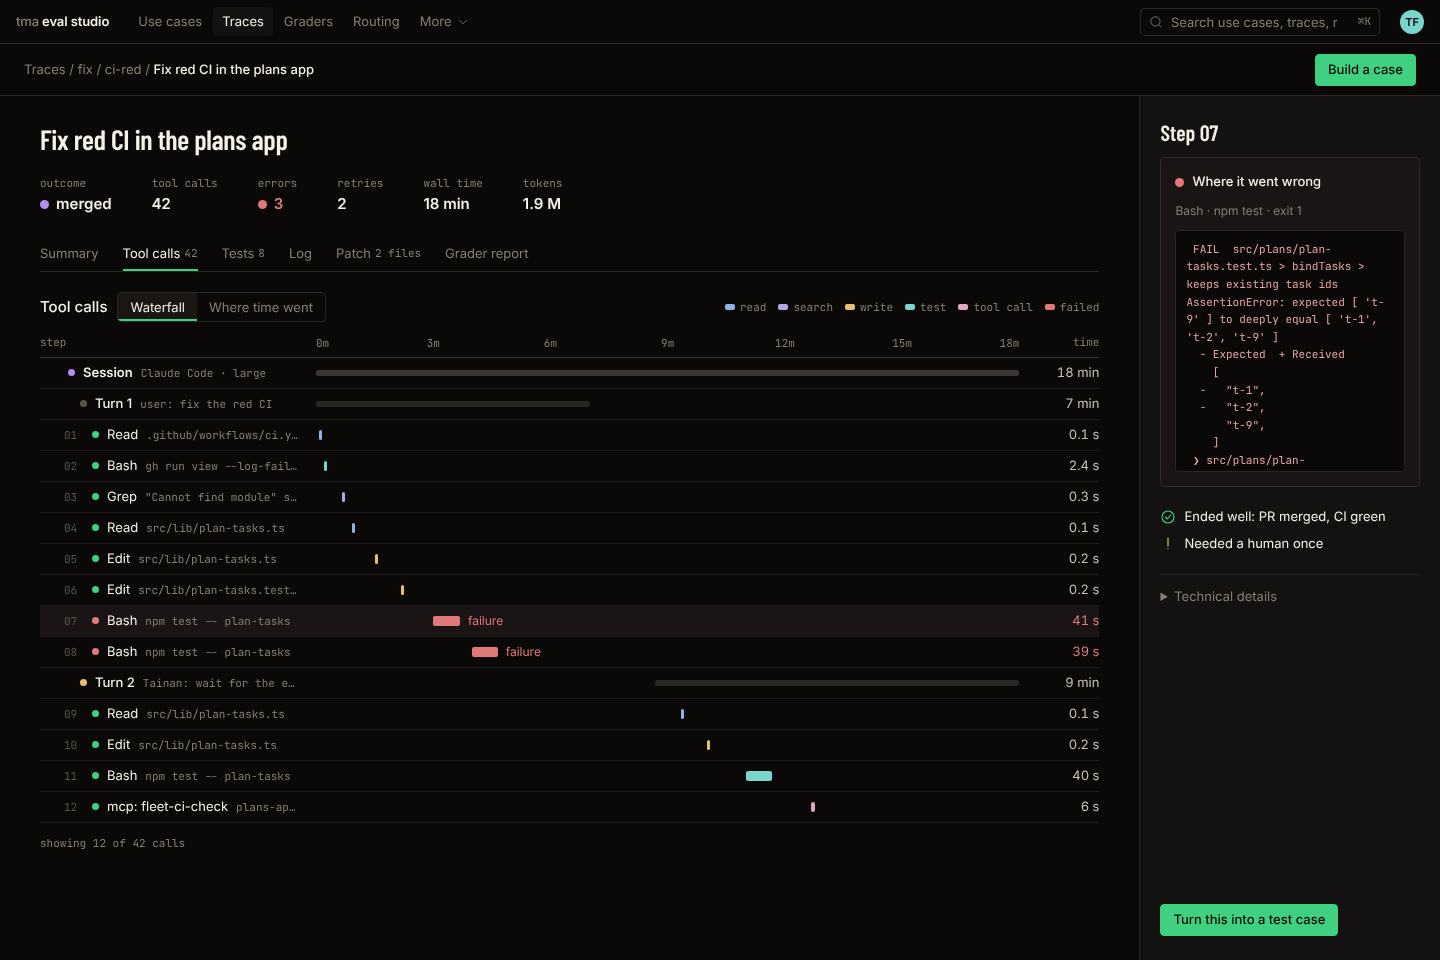 tma eval studio
Use cases
Traces
Graders
Routing
More
Search use cases, traces, r
⌘K
TF
Traces / fix / ci-red / Fix red CI in the plans app
Build a case
Fix red CI in the plans app
outcome
tool calls
errors
retries
wall time
tokens
merged
42
3
2
18 min
1.9 M
Summary
Tool calls 42
Tests 8
Log
Patch 2 files
Grader report
Tool calls
Waterfall
Where time went
read
search
write
test
tool call
failed
step
0m
3m
6m
9m
12m
15m
18m
time
Session Claude Code · large 18 min
Turn 1 user: fix the red CI 7 min
01 Read .github/workflows/ci.y… 0.1 s
02 Bash gh run view --log-fail… 2.4 s
03 Grep "Cannot find module" s… 0.3 s
04 Read src/lib/plan-tasks.ts 0.1 s
05 Edit src/lib/plan-tasks.ts 0.2 s
06 Edit src/lib/plan-tasks.test… 0.2 s
07 Bash npm test -- plan-tasks failure 41 s
08 Bash npm test -- plan-tasks failure 39 s
Turn 2 Tainan: wait for the e… 9 min
09 Read src/lib/plan-tasks.ts 0.1 s
10 Edit src/lib/plan-tasks.ts 0.2 s
11 Bash npm test -- plan-tasks 40 s
12 mcp: fleet-ci-check plans-ap… 6 s
showing 12 of 42 calls
Step 07
Where it went wrong
Bash · npm test · exit 1
FAIL src/plans/plan-
tasks.test.ts > bindTasks >
keeps existing task ids
AssertionError: expected [ 't-
9' ] to deeply equal [ 't-1',
't-2', 't-9' ]
- Expected + Received
[
- "t-1",
- "t-2",
"t-9",
]
❯ src/plans/plan-
Ended well: PR merged, CI green
! Needed a human once
Technical details
Turn this into a test case